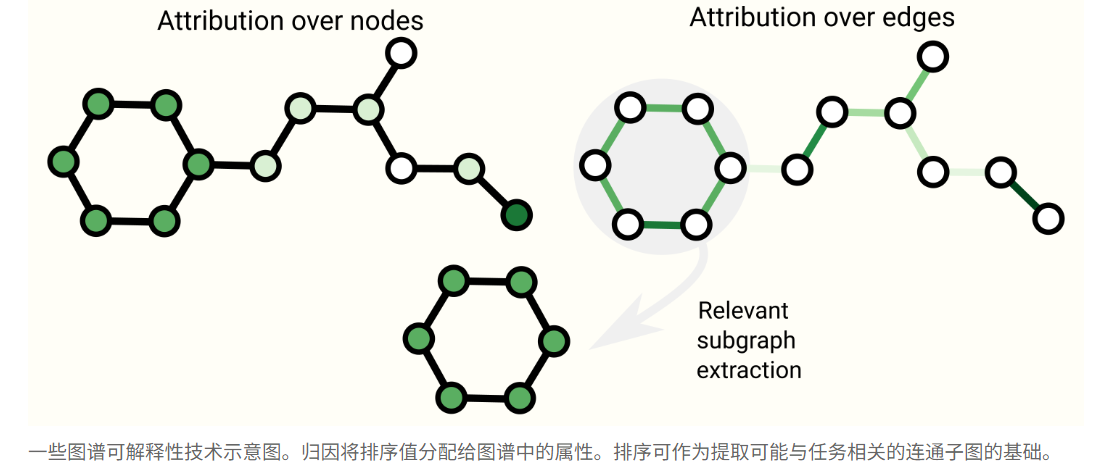 Attribution over nodes
Attribution over edges
Relevant
subgraph
extraction
一些图谱可解释性技术示意图。归因将排序值分配给图谱中的属性。排序可作为提取可能与任务相关的连通子图的基础。